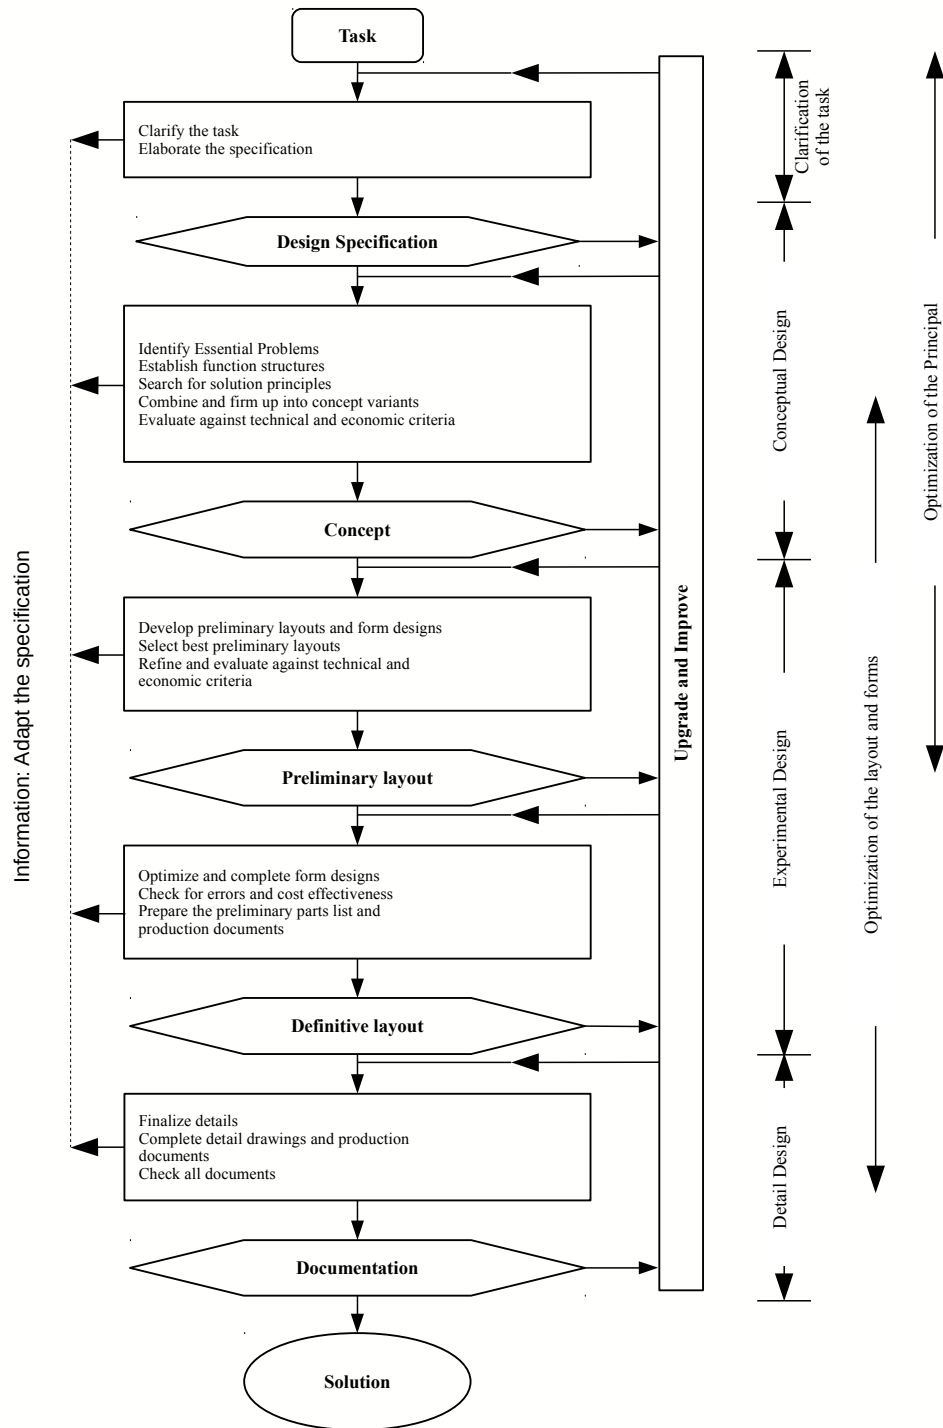 Task
Clarify the task
Elaborate the specification
Design Specification
Identify Essential Problems
Establish function structures
Search for solution principles
Combine and firm up into concept variants
Evaluate against technical and economic criteria
Concept
Develop preliminary layouts and form designs
Select best preliminary layouts
Refine and evaluate against technical and
economic criteria
Preliminary layout
Optimize and complete form designs
Check for errors and cost effectiveness
Prepare the preliminary parts list and
production documents
Definitive layout
Finalize details
Complete detail drawings and production
documents
Check all documents
Documentation
Solution
Information: Adapt the specification
Upgrade and Improve
Clarification
of the task
Conceptual Design
Experimental Design
Detail Design
Optimization of the layout and forms
Optimization of the Principal